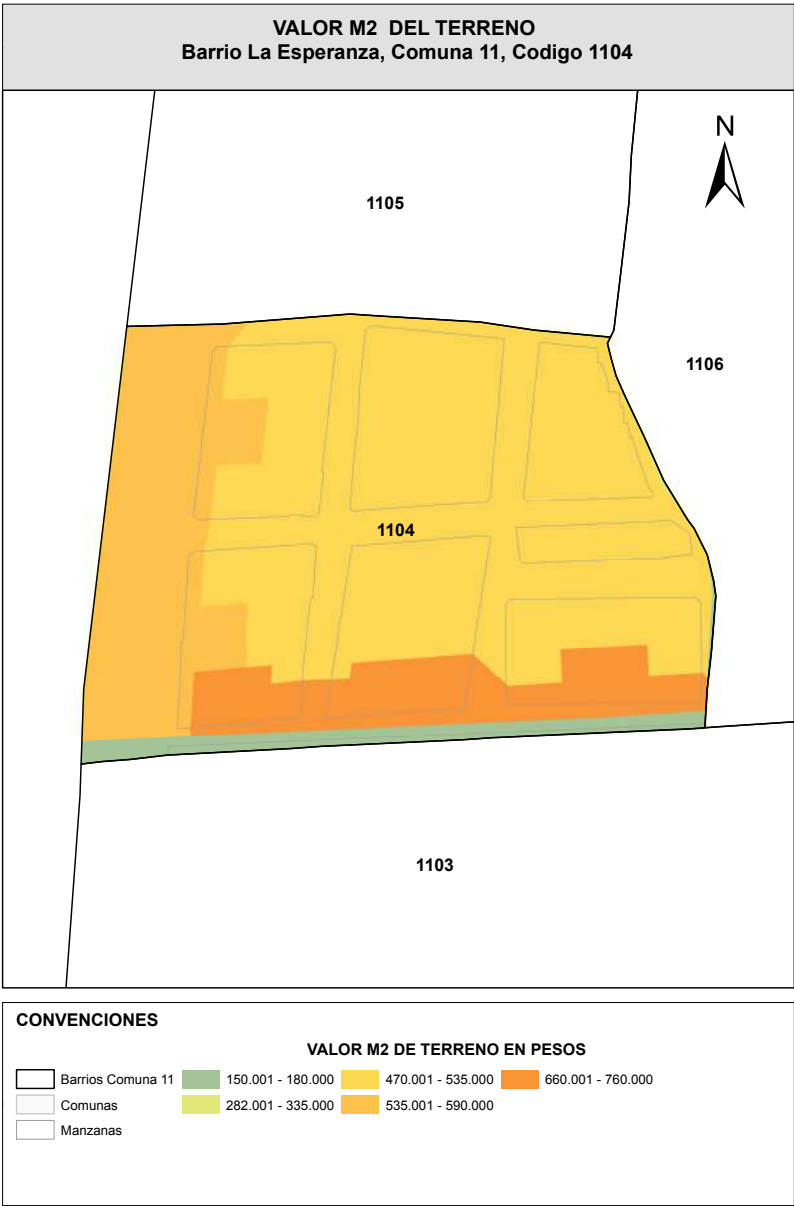 VALOR M2 DEL TERRENO
Barrio La Esperanza, Comuna 11, Codigo 1104
N
1105
1106
1104
1103
CONVENCIONES
VALOR M2 DE TERRENO EN PESOS
Barrios Comuna 11 150.001 - 180.000 470.001 - 535.000 660.001 - 760.000
Comunas 282.001 - 335.000 535.001 - 590.000
Manzanas